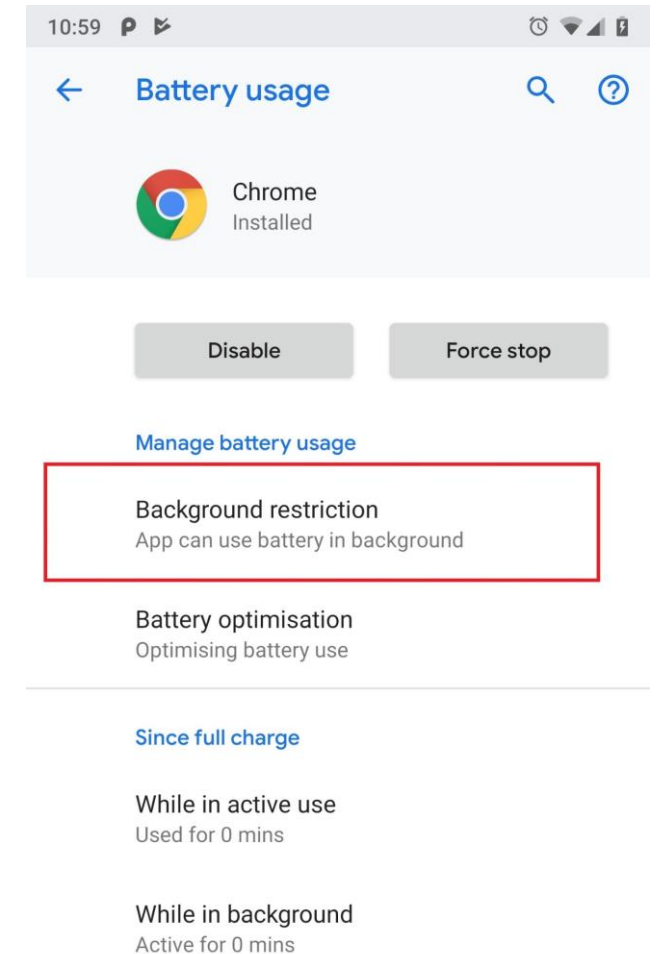 10:59
Battery usage
Chrome
Installed
Disable Force stop
Manage battery usage
Background restriction
App can use battery in background
Battery optimisation
Optimising battery use
Since full charge
While in active use
Used for 0 mins
While in background
Active for 0 mins